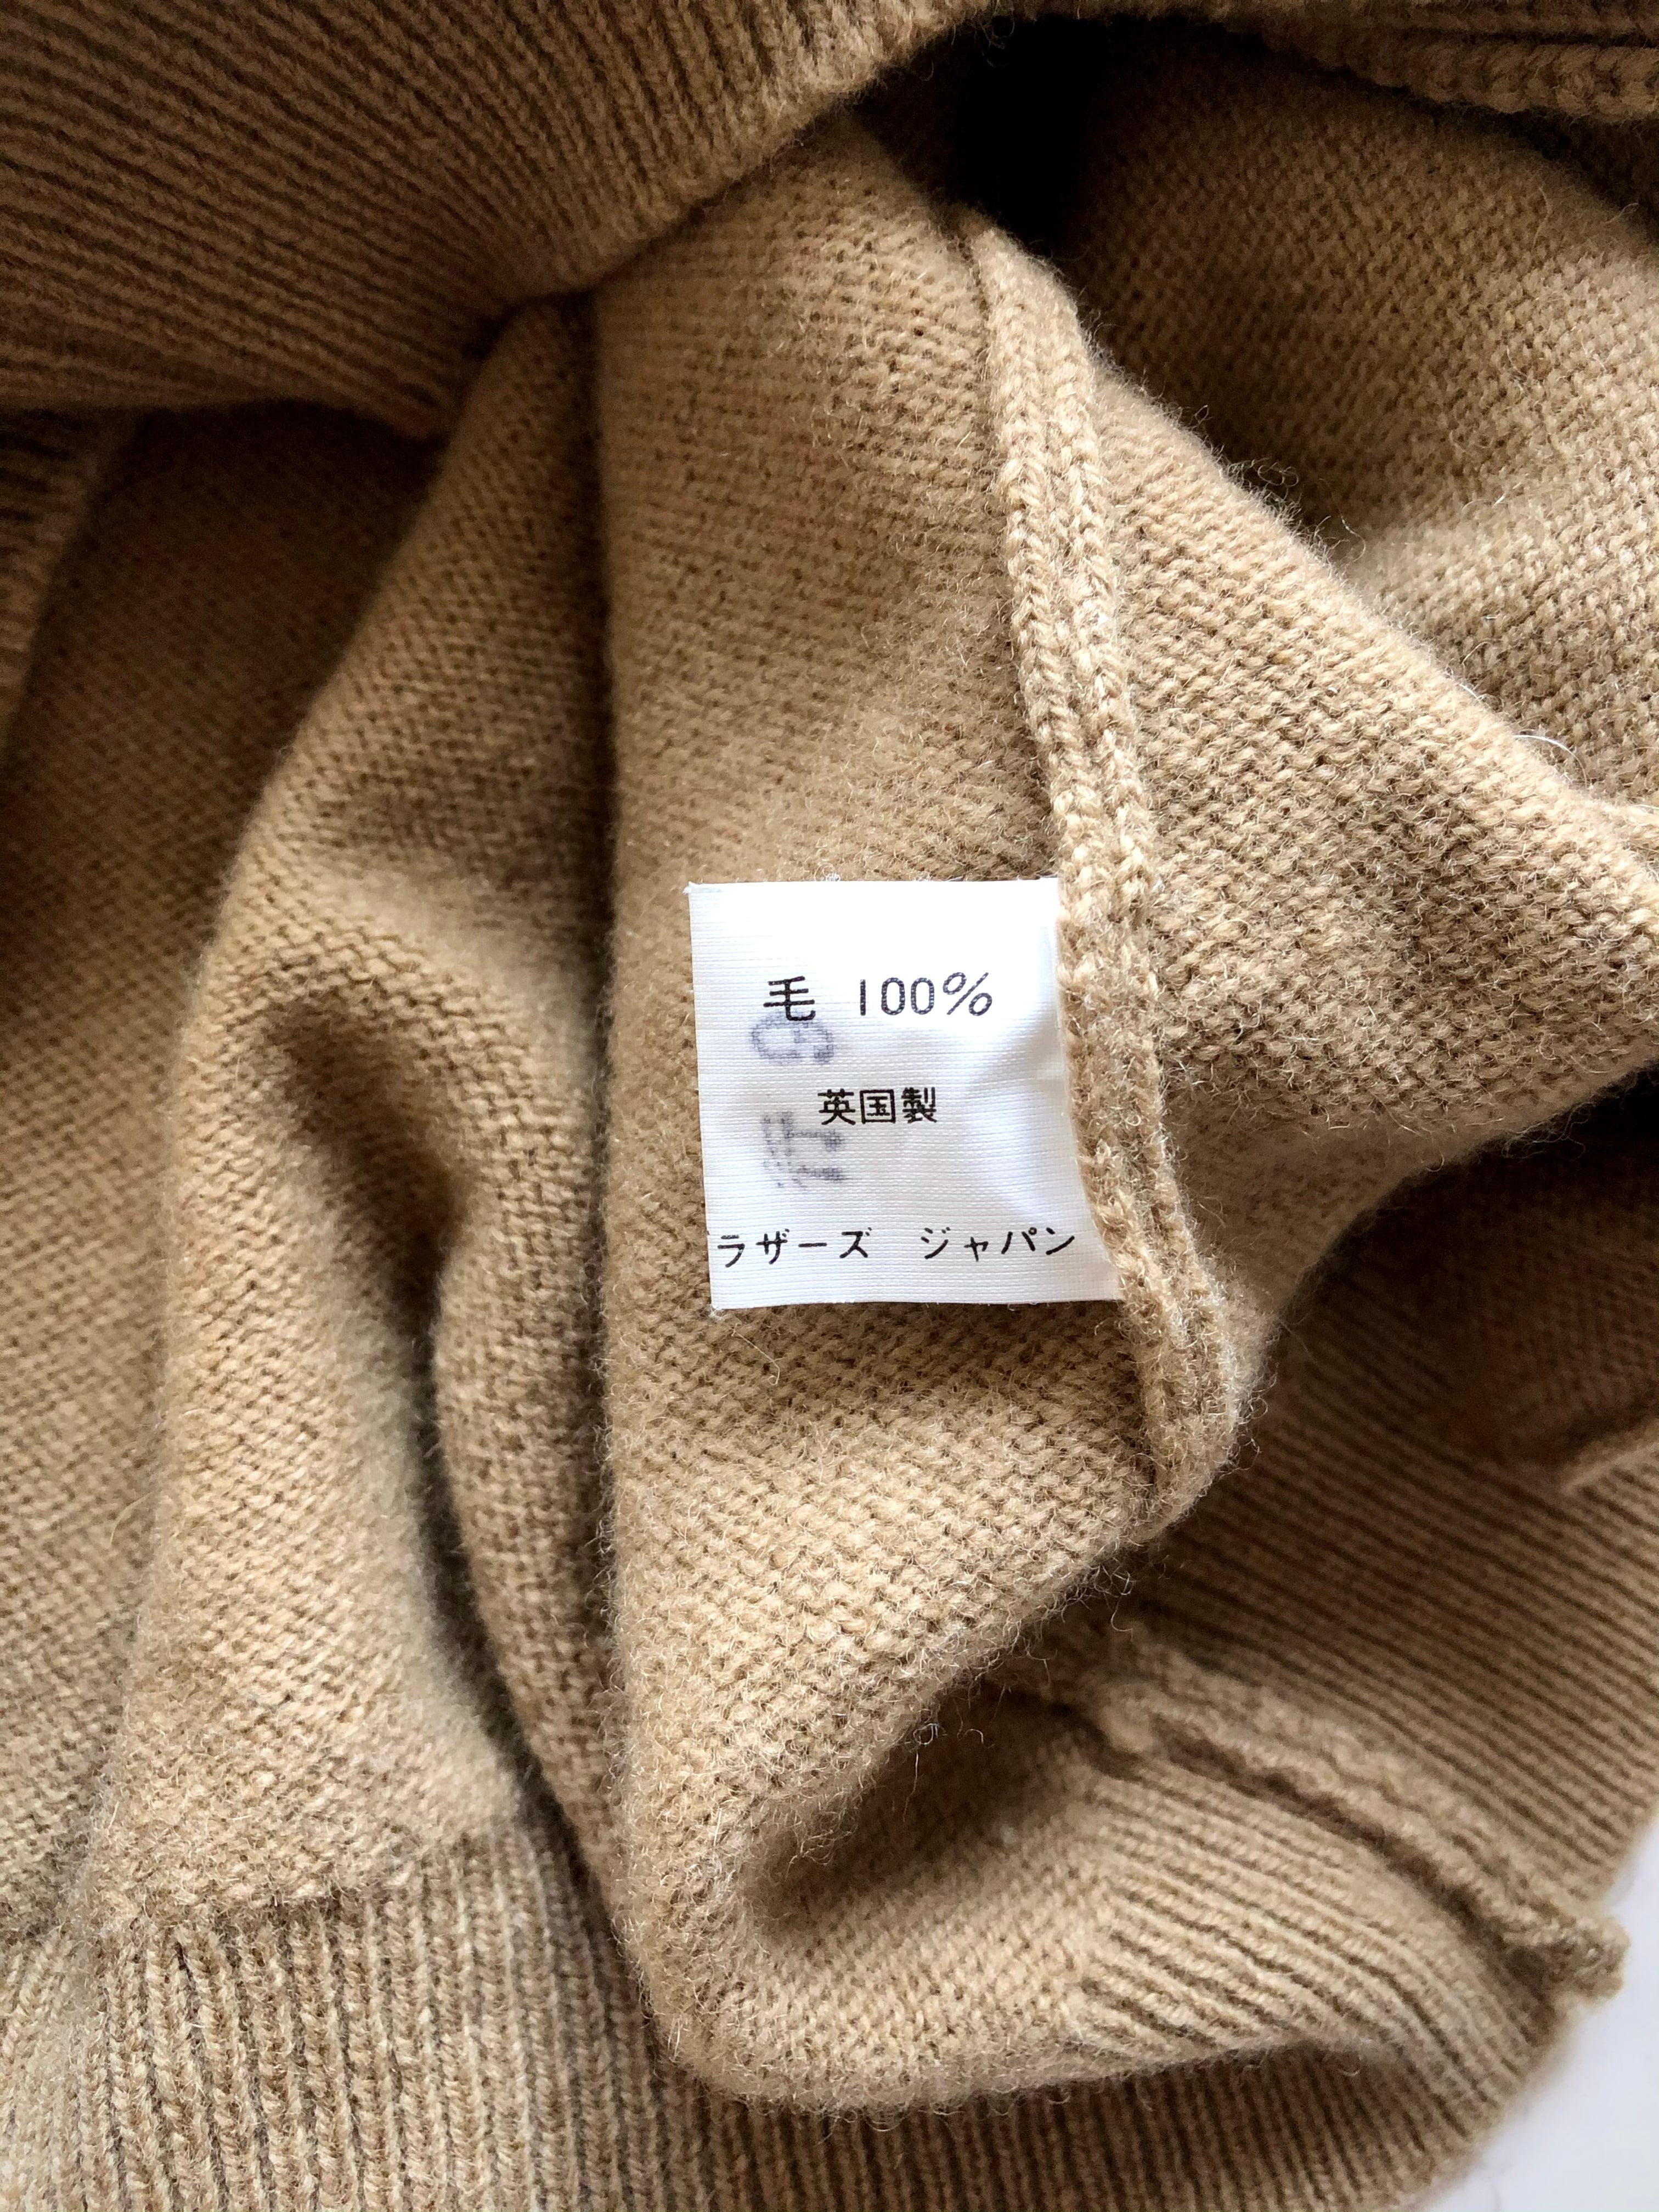 毛 100%
英国製
ラザーズ ジャパン